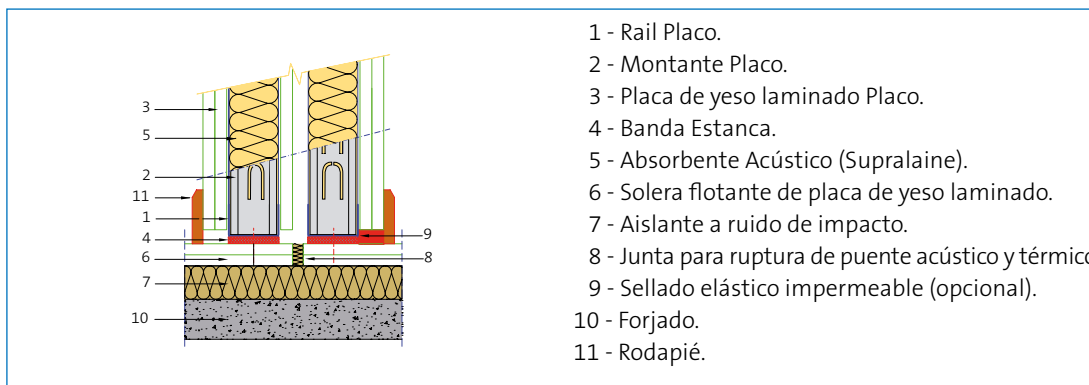 3
5
2
11
1
4
9
6
8
7
10
1 - Rail Placo.
2 - Montante Placo.
3 - Placa de yeso laminado Placo.
4 - Banda Estanca.
5 - Absorbente Acústico (Supralaine).
6 - Solera flotante de placa de yeso laminado.
7 - Aislante a ruido de impacto.
8 - Junta para ruptura de puente acústico y térmico
9 - Sellado elástico impermeable (opcional).
10 - Forjado.
11 - Rodapié.